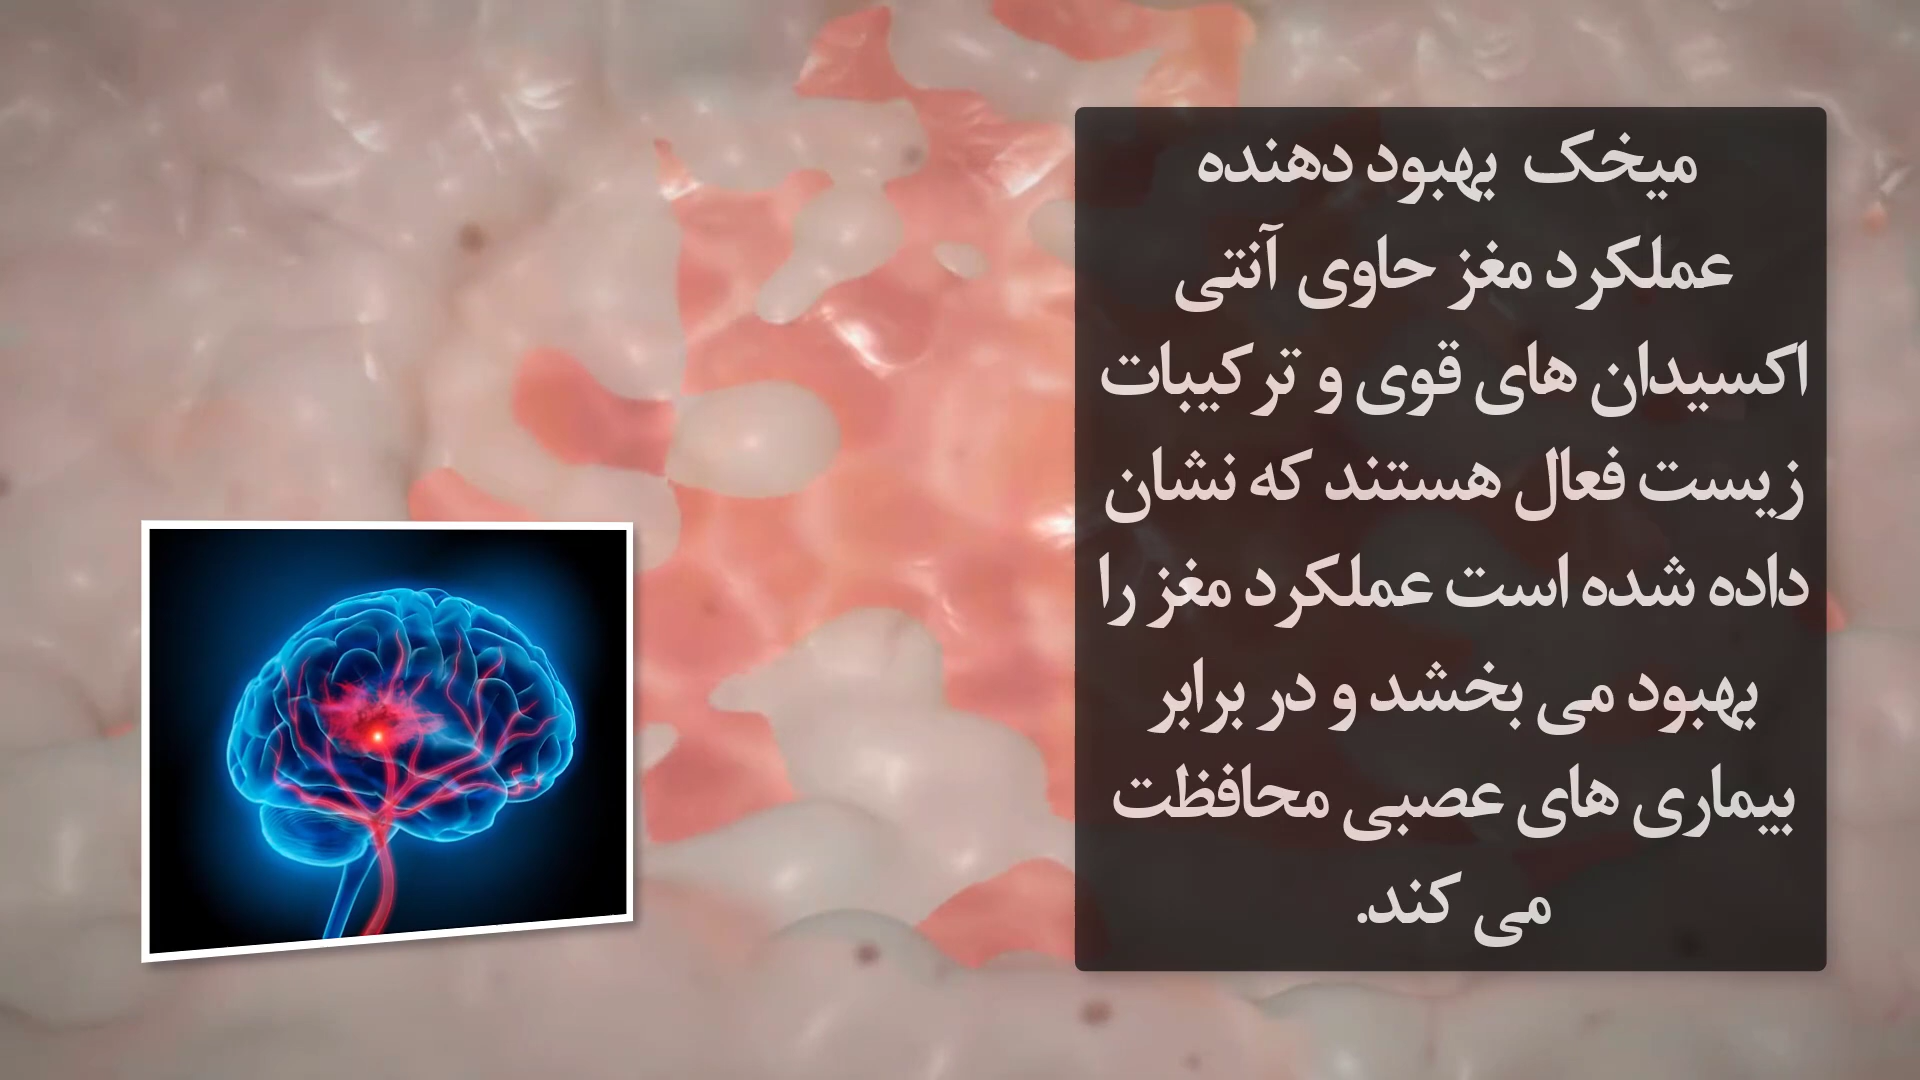 میخک بهبود دهنده
عملکرد مغز حاوی آنتی
اکسیدان های قوی و ترکیبات
زیست فعال هستند که نشان
داده شده است عملکرد مغز را
بهبود می بخشد و در برابر
بیماری های عصبی محافظت
می کند.